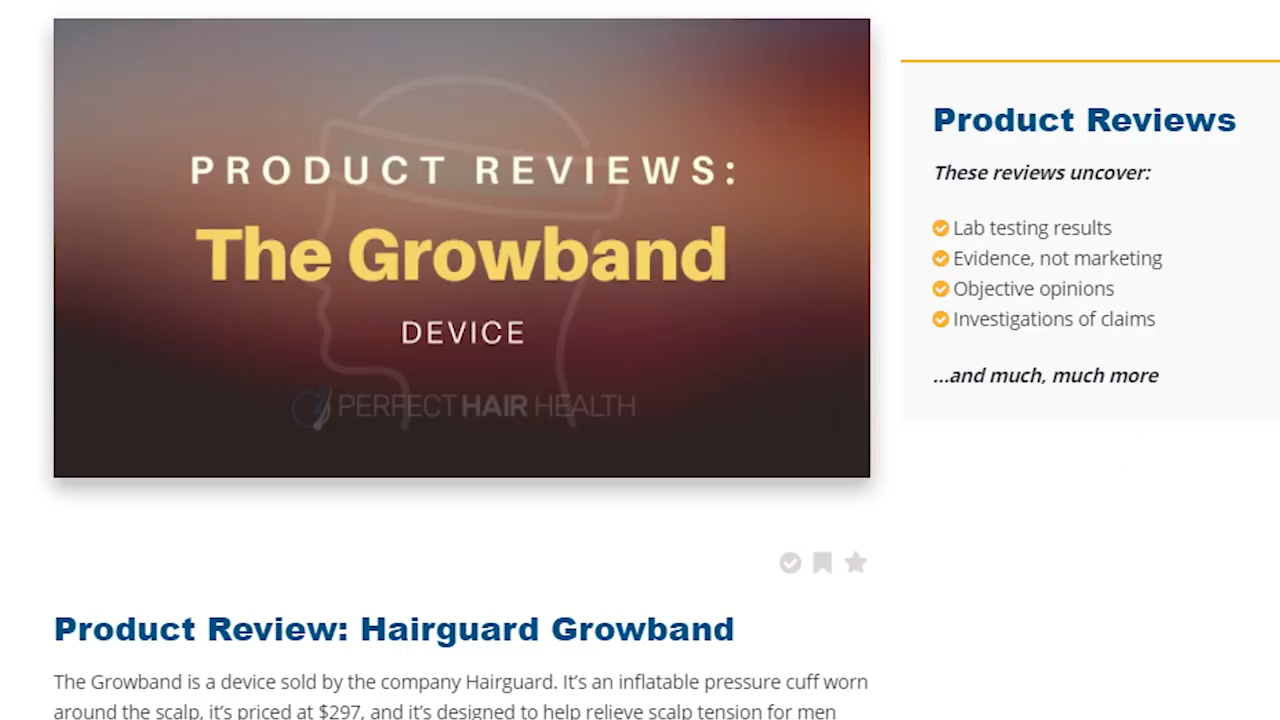 PRODUCT REVIEWS:
The Growband
DEVICE
PERFECT HAIR HEALTH
Product Reviews
These reviews uncover:
Lab testing results
Evidence, not marketing
Objective opinions
Investigations of claims
...and much, much more
Product Review: Hairguard Growband
The Growband is a device sold by the company Hairguard. It’s an inflatable pressure cuff worn
around the scalp, it’s priced at $297, and it’s designed to help relieve scalp tension for men